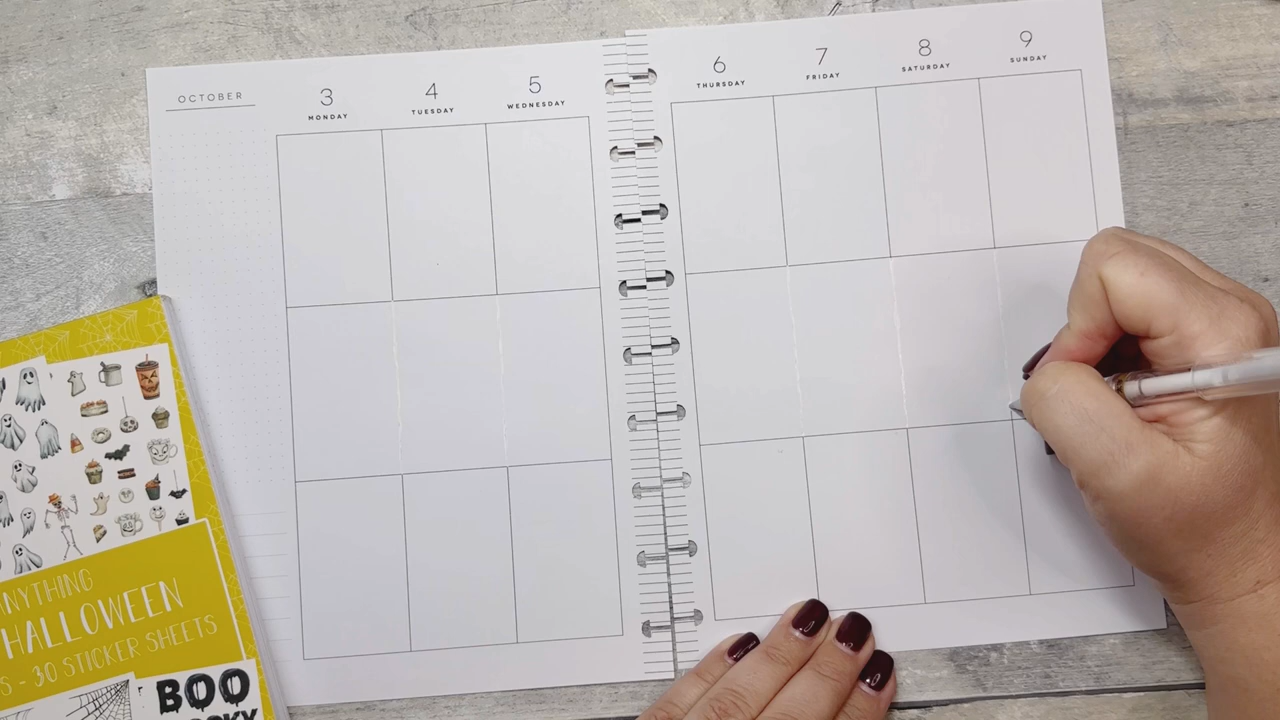 OCTOBER
3
MONDAY
4
TUESDAY
5
WEDNESDAY
6
THURSDAY
7
FRIDAY
8
SATURDAY
9
SUNDAY
NYTHING
HALLOWEEN
S - 30 STICKER SHEETS
BOO